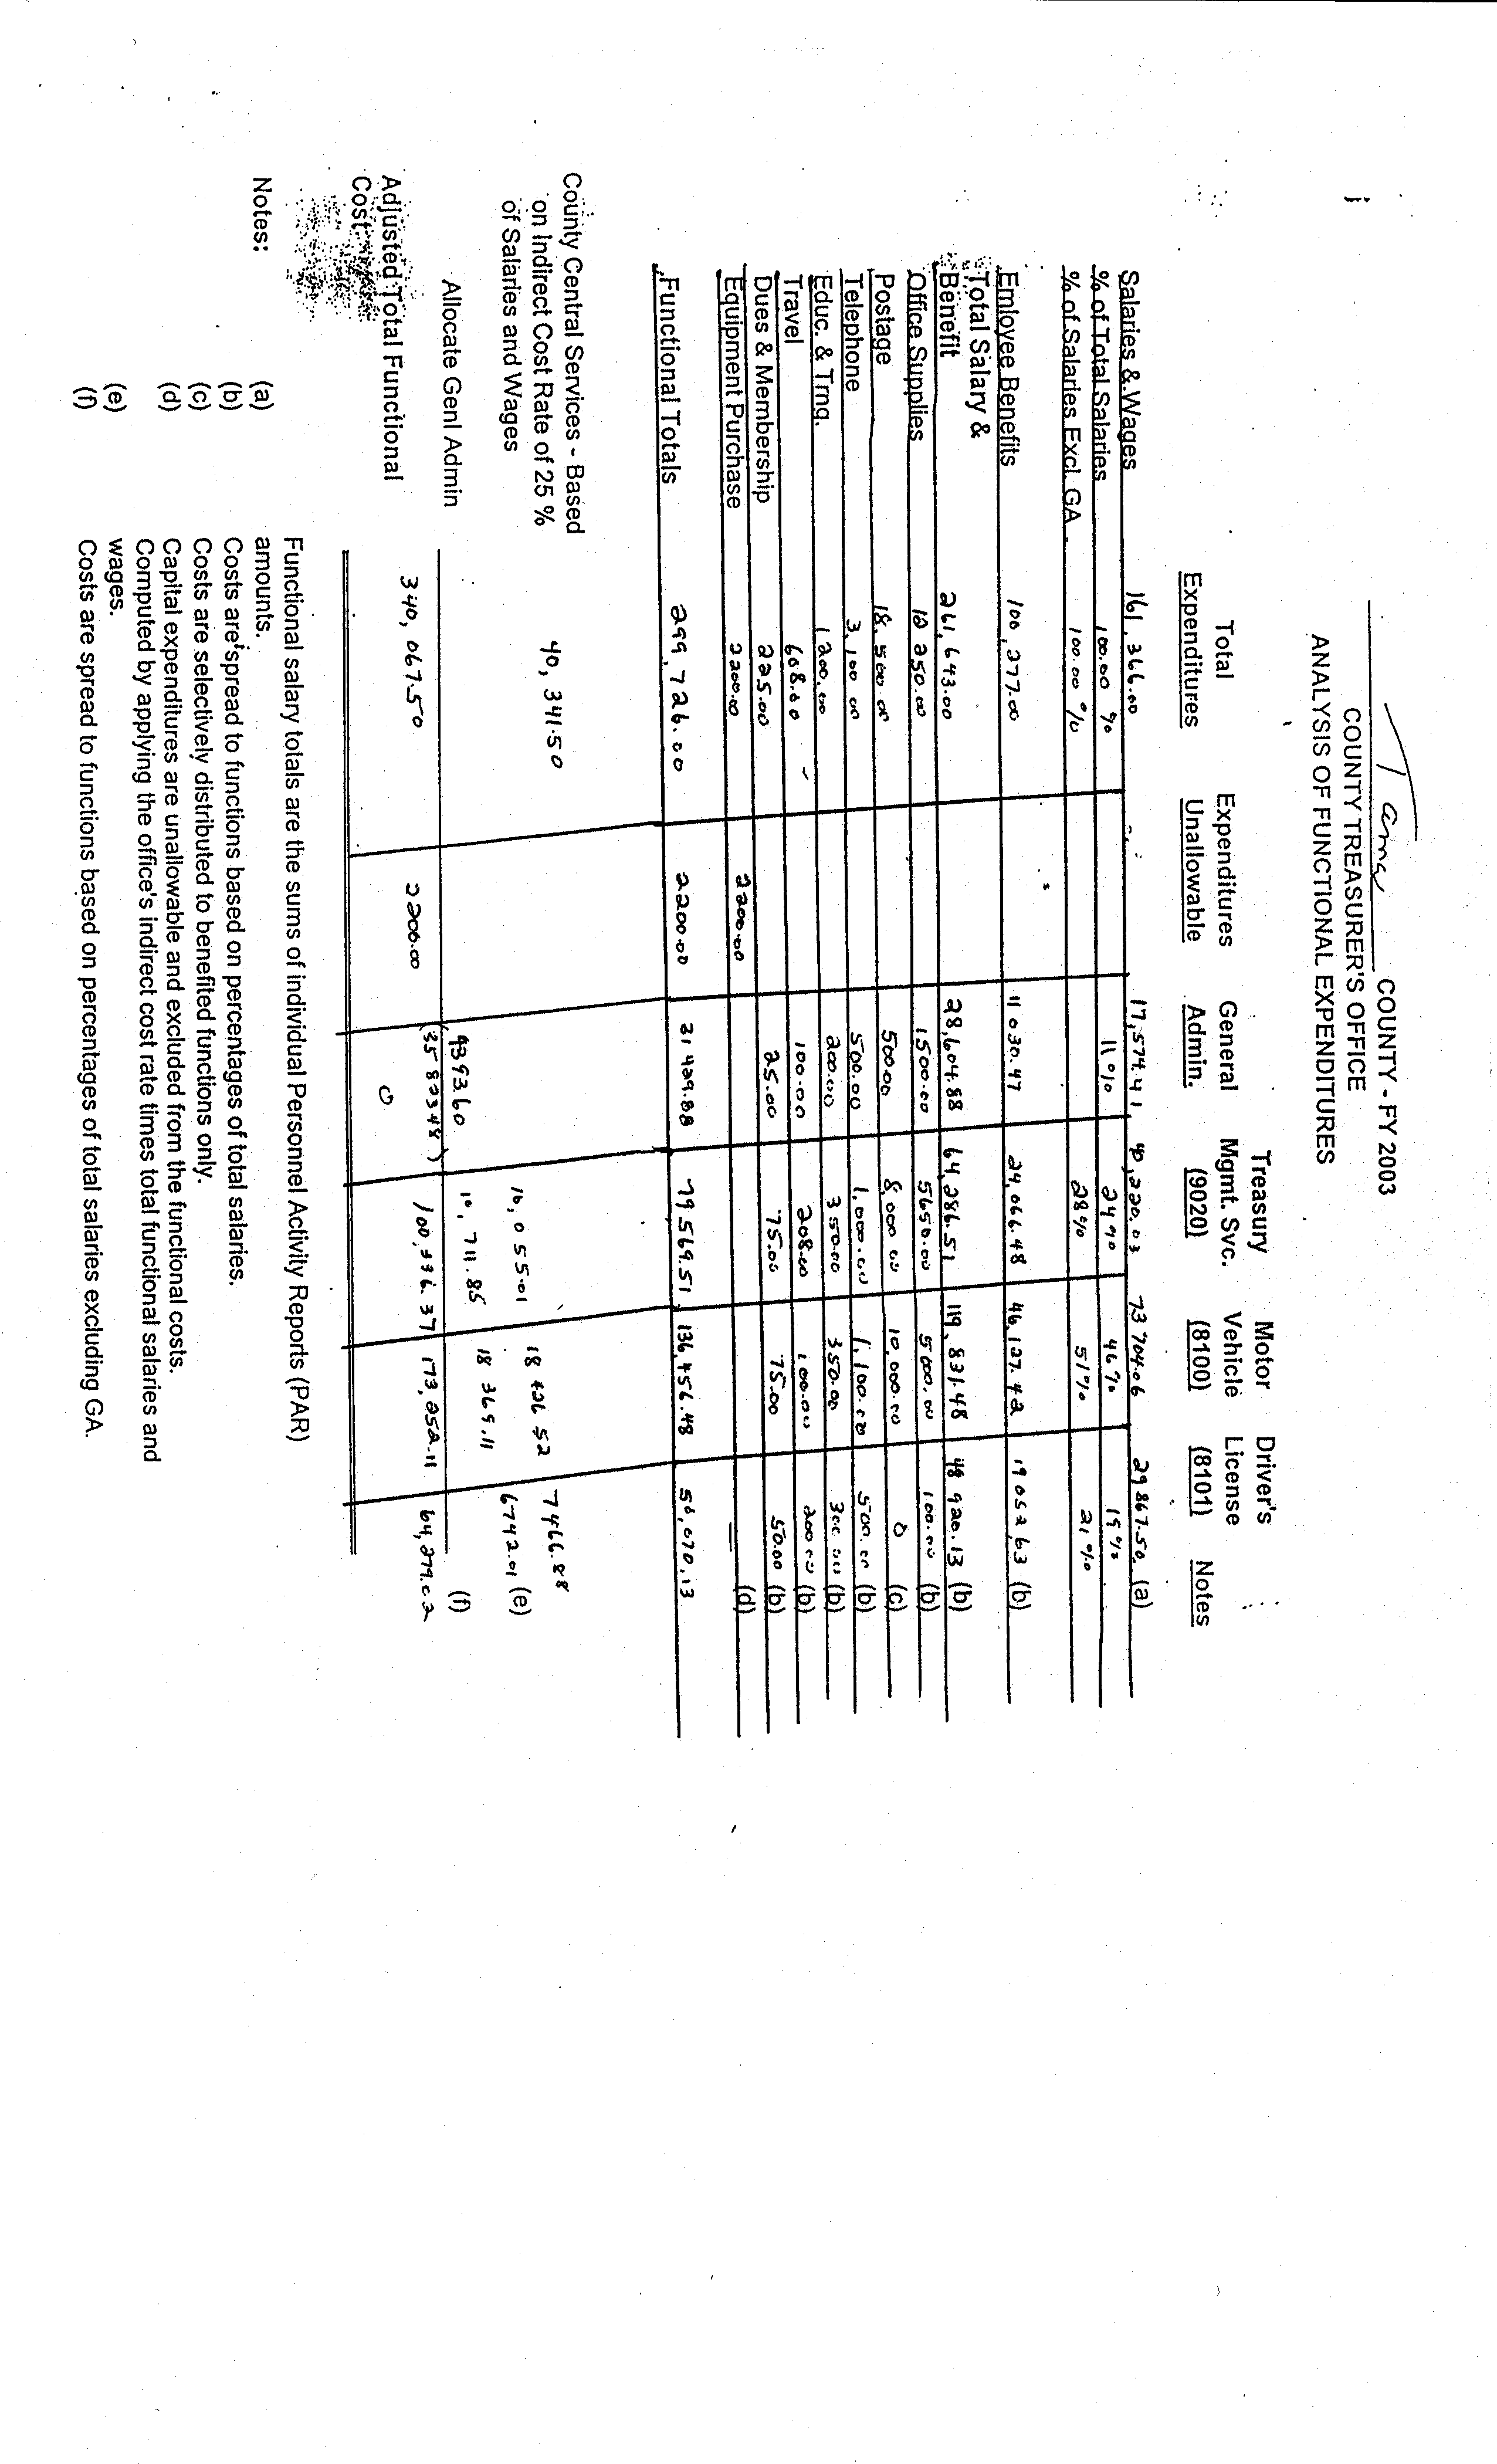 Tama COUNTY - FY 2003
COUNTY TREASURER'S OFFICE
ANALYSIS OF FUNCTIONAL EXPENDITURES
Total Expenditures Expenditures Unallowable General Admin. Treasury Mgmt. Svc. (9020) Motor Vehicle (8100) Driver's License (8101) Notes
Salaries & Wages 161,366.00 17,574.41 40,220.03 73 704.06 29 867.50 (a)
% of Total Salaries 100.00 % 11% 24% 46% 19%
% of Salaries Excl. GA 100.00 % 28% 51% 21%
Emloyee Benefits 100,277.00 11 030.47 24,066.48 46,127.42 19 052.63 (b)
Total Salary &
Benefit 261,643.00 28,604.88 64,286.51 119,831.48 48 920.13 (b)
Office Supplies 12 250.00 1500.00 5650.00 5000.00 100.00 (b)
Postage 18,500.00 500.00 8,000.00 10,000.00 0 (c)
Telephone 3,100.00 500.00 1,000.00 1,100.00 500.00 (b)
Educ. & Trng. 1200.00 200.00 350.00 350.00 300.00 (b)
Travel 608.00 100.00 208.00 100.00 200.00 (b)
Dues & Membership 225.00 25.00 75.00 75.00 50.00 (b)
Equipment Purchase 2200.00 2200.00 (d)
Functional Totals 299,726.00 2200.00 31 429.88 79 569.51 136,456.48 50,070.13
County Central Services - Based
on Indirect Cost Rate of 25 % 40,341.50 18 426 52 7466.88
of Salaries and Wages 4393.60 10,055.01 (e)
Allocate Genl Admin (35 823 48) 10,711.85 18 369.11 6742.01 (f)
Adjusted Total Functional
Cost 340,067.50 2200.00 0 100,336.37 173,252.11 64,279.02
Notes:
(a) Functional salary totals are the sums of individual Personnel Activity Reports (PAR)
amounts.
(b) Costs are spread to functions based on percentages of total salaries.
(c) Costs are selectively distributed to benefited functions only.
(d) Capital expenditures are unallowable and excluded from the functional costs.
(e) Computed by applying the office's indirect cost rate times total functional salaries and
wages.
(f) Costs are spread to functions based on percentages of total salaries excluding GA.